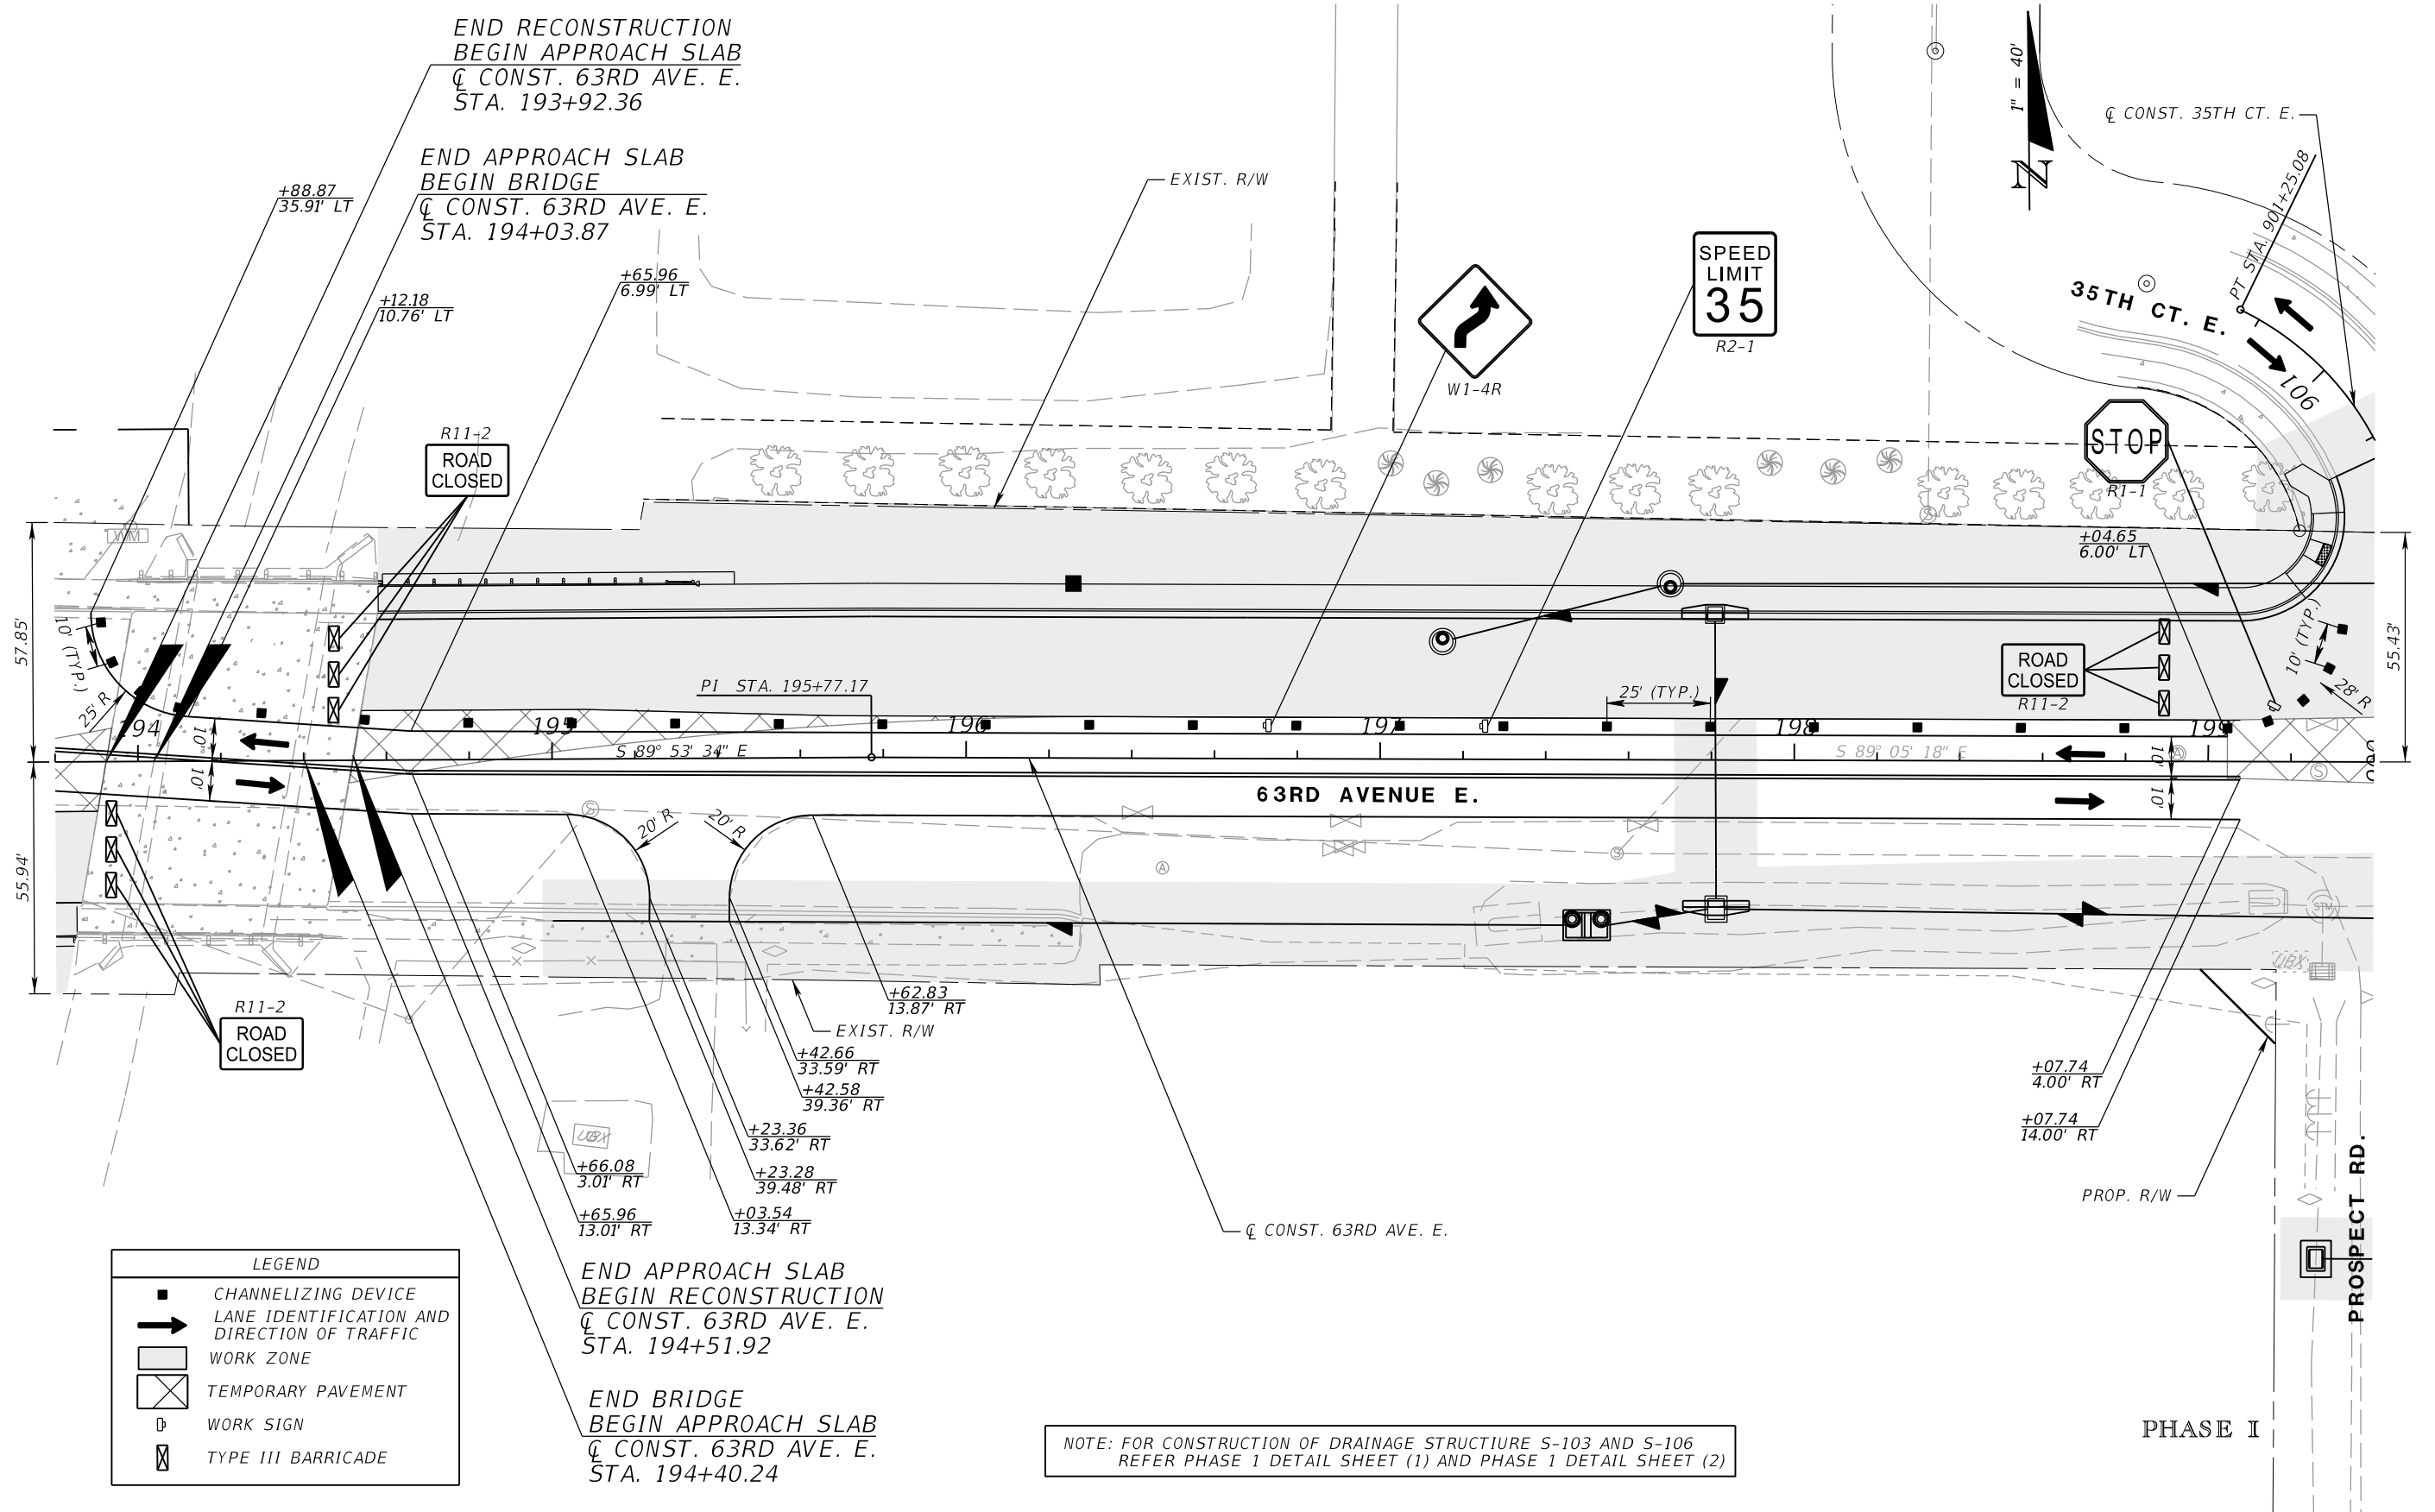 END RECONSTRUCTION
BEGIN APPROACH SLAB
℄ CONST. 63RD AVE. E.
STA. 193+92.36
END APPROACH SLAB
BEGIN BRIDGE
℄ CONST. 63RD AVE. E.
STA. 194+03.87
+88.87
35.91' LT
+12.18
10.76' LT
+65.96
6.99' LT
EXIST. R/W
W1-4R
SPEED
LIMIT
35
R2-1
1" = 40'
N
℄ CONST. 35TH CT. E.
PT STA. 901+25.08
35TH CT. E.
901
STOP
R1-1
+04.65
6.00' LT
R11-2
ROAD
CLOSED
WM
57.85'
55.94'
55.43'
10' (TYP.)
25' R
194
10'
10'
195
196
197
198
199
PI STA. 195+77.17
S 89° 53' 34" E
S 89° 05' 18" E
25' (TYP.)
ROAD
CLOSED
R11-2
10' (TYP.)
28' R
10'
10'
63RD AVENUE E.
20' R
20' R
S
S
S
S
S
A
A
STM
UBX
UBX
R11-2
ROAD
CLOSED
+62.83
13.87' RT
EXIST. R/W
+42.66
33.59' RT
+42.58
39.36' RT
+23.36
33.62' RT
+23.28
39.48' RT
+66.08
3.01' RT
+65.96
13.01' RT
+03.54
13.34' RT
+07.74
4.00' RT
+07.74
14.00' RT
PROP. R/W
PROSPECT RD.
℄ CONST. 63RD AVE. E.
END APPROACH SLAB
BEGIN RECONSTRUCTION
℄ CONST. 63RD AVE. E.
STA. 194+51.92
END BRIDGE
BEGIN APPROACH SLAB
℄ CONST. 63RD AVE. E.
STA. 194+40.24
LEGEND
CHANNELIZING DEVICE
LANE IDENTIFICATION AND
DIRECTION OF TRAFFIC
WORK ZONE
TEMPORARY PAVEMENT
WORK SIGN
TYPE III BARRICADE
NOTE: FOR CONSTRUCTION OF DRAINAGE STRUCTIURE S-103 AND S-106
REFER PHASE 1 DETAIL SHEET (1) AND PHASE 1 DETAIL SHEET (2)
PHASE I